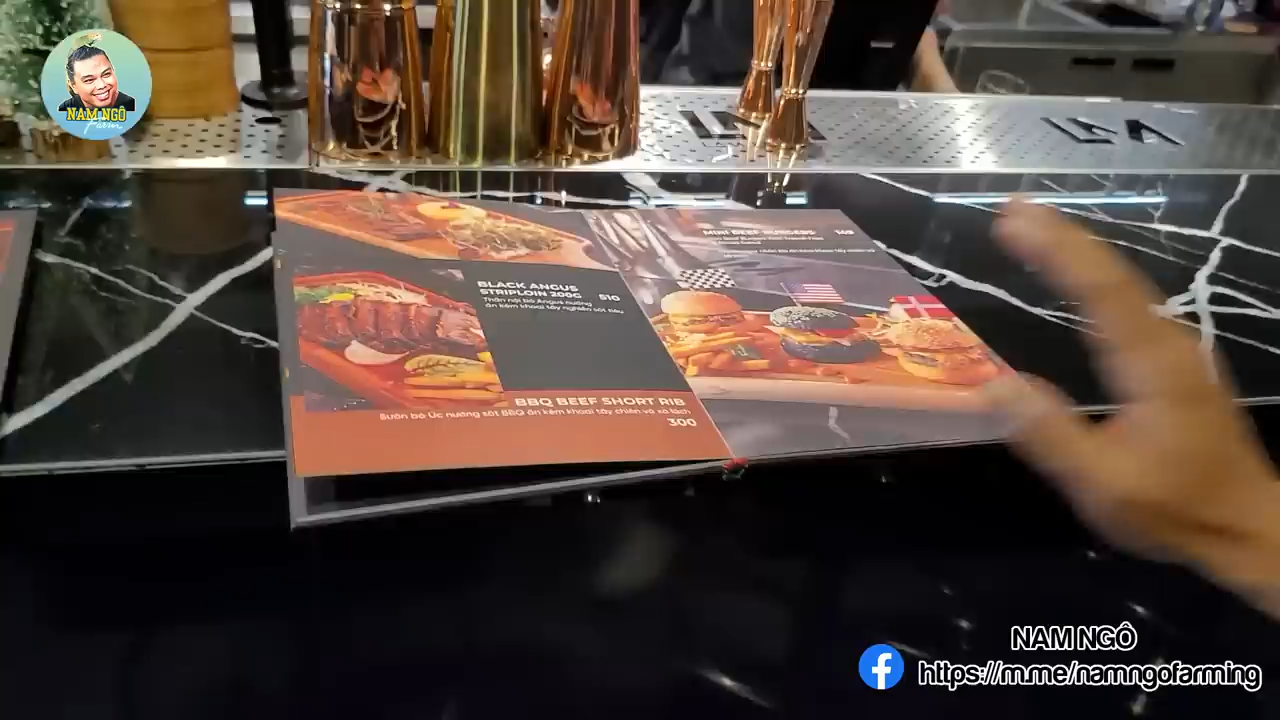 NAM NGÔ
Farm
MINI BEEF BURGERS 149
BLACK ANGUS
STRIPLOIN 200G 510
Thăn nội bò Angus nướng
ăn kèm khoai tây nghiền sốt tiêu
BBQ BEEF SHORT RIB
Sườn bò Úc nướng sốt BBQ ăn kèm khoai tây chiên và xà lách
300
NAM NGÔ
https://m.me/namngofarming